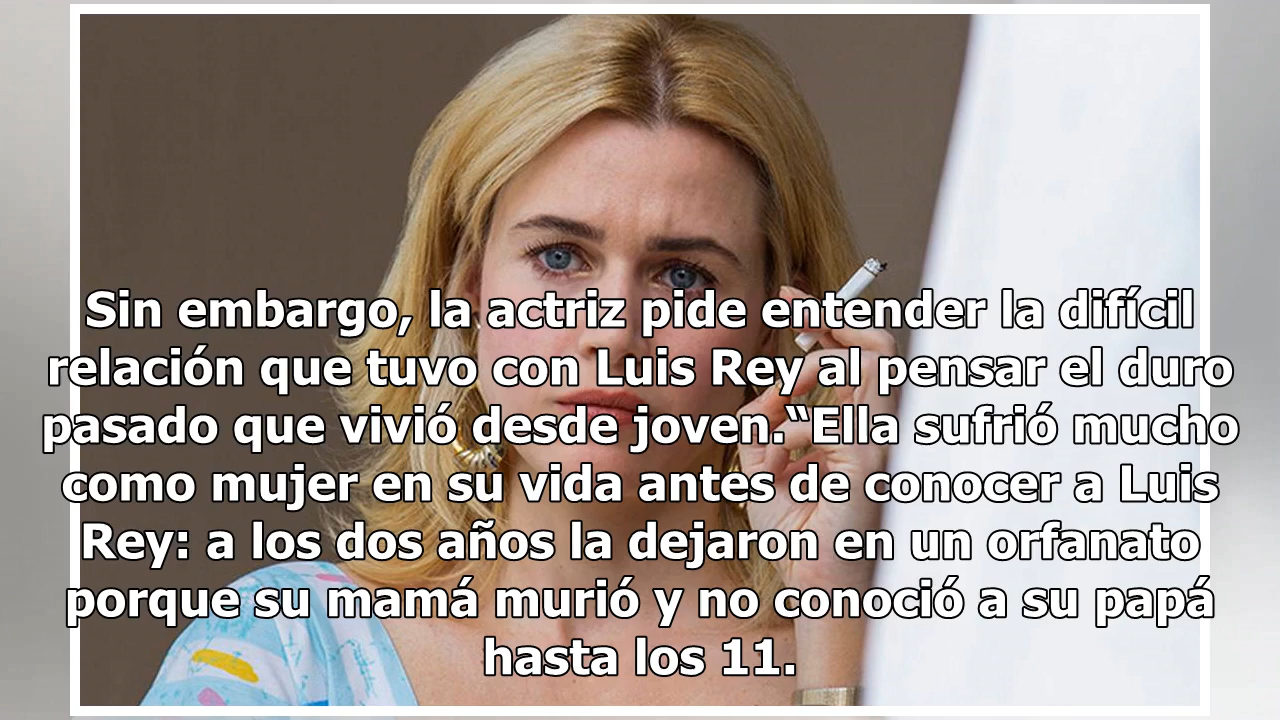 Sin embargo, la actriz pide entender la difícil
relación que tuvo con Luis Rey al pensar el duro
pasado que vivió desde joven.“Ella sufrió mucho
como mujer en su vida antes de conocer a Luis
Rey: a los dos años la dejaron en un orfanato
porque su mamá murió y no conoció a su papá
hasta los 11.